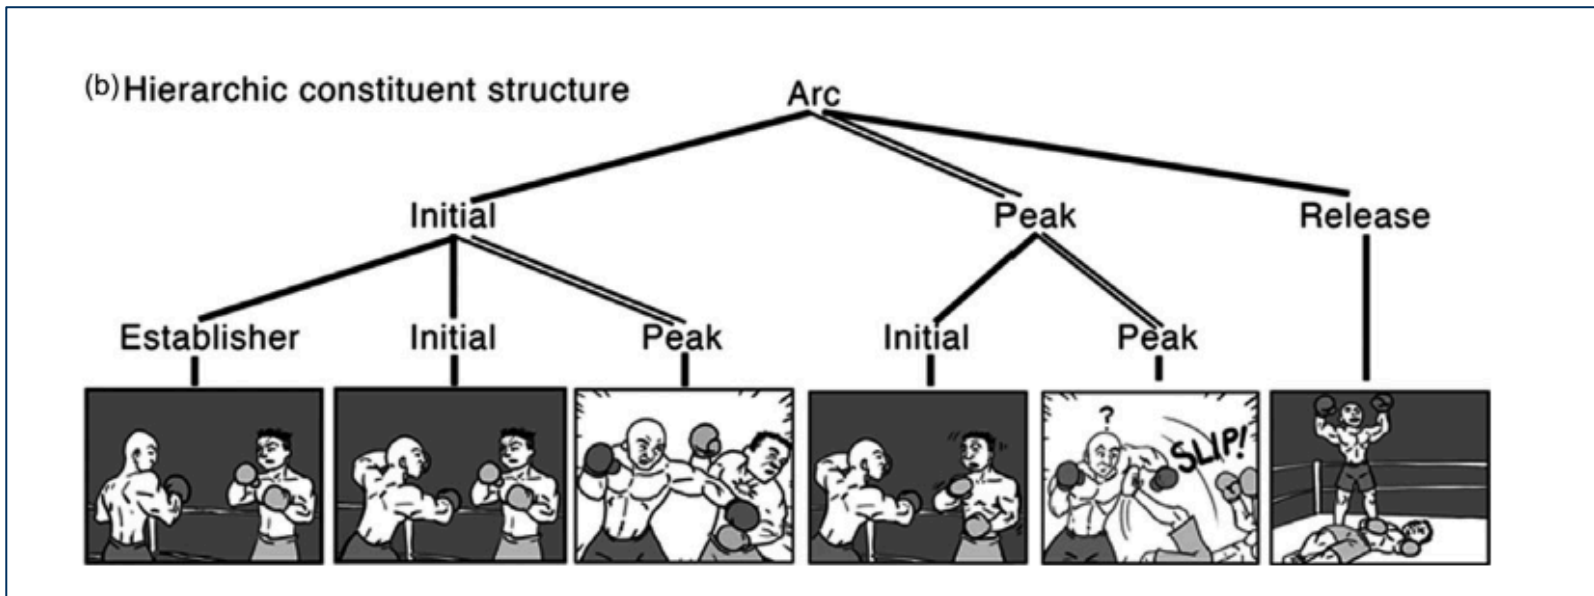 (b) Hierarchic constituent structure
Arc
Initial Peak Release
Establisher Initial Peak Initial Peak
?
SLIP!